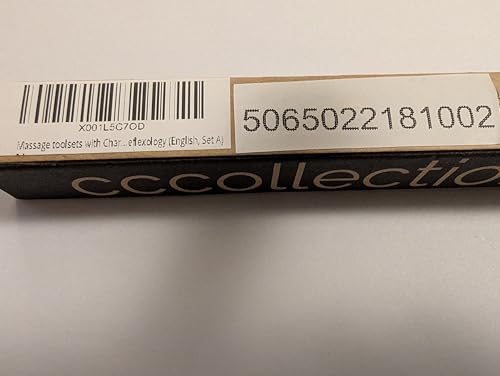 X001L5C7OD
Massage toolsets with Char...eflexology (English, Set A)
5065022181002
cccollectio